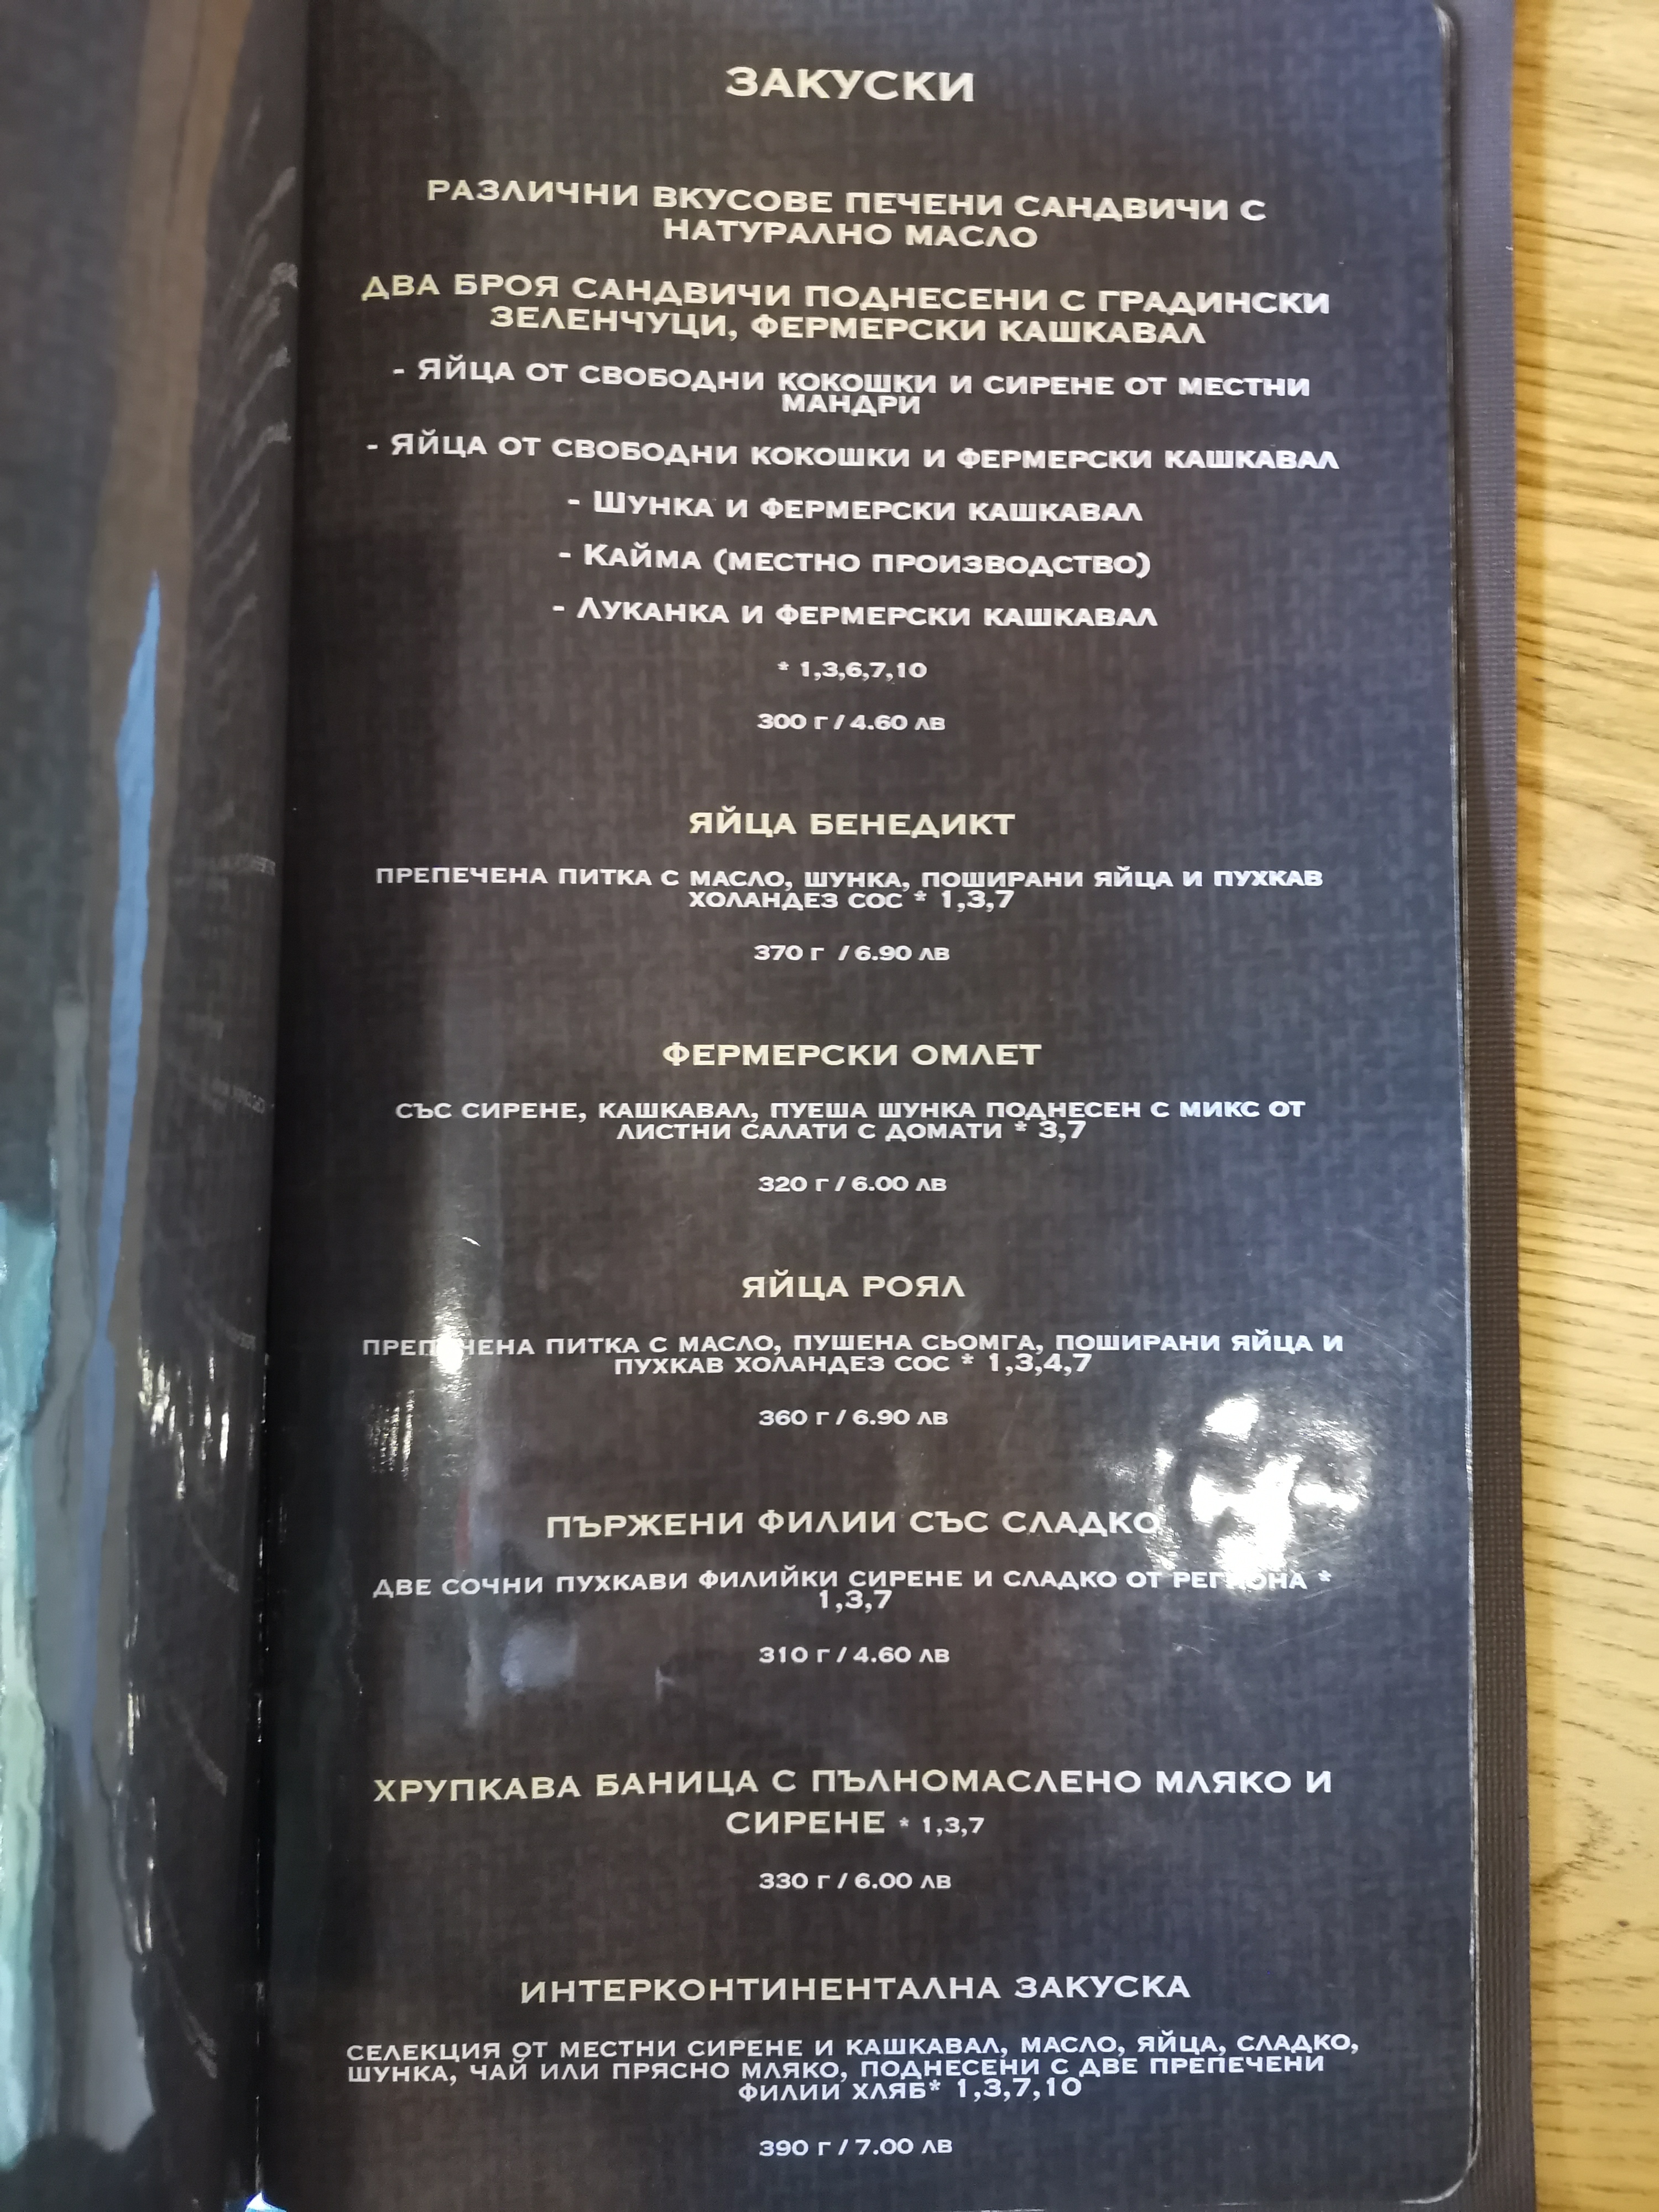 ЗАКУСКИ
РАЗЛИЧНИ ВКУСОВЕ ПЕЧЕНИ САНДВИЧИ С
НАТУРАЛНО МАСЛО
ДВА БРОЯ САНДВИЧИ ПОДНЕСЕНИ С ГРАДИНСКИ
ЗЕЛЕНЧУЦИ, ФЕРМЕРСКИ КАШКАВАЛ
- ЯЙЦА ОТ СВОБОДНИ КОКОШКИ И СИРЕНЕ ОТ МЕСТНИ
МАНДРИ
- ЯЙЦА ОТ СВОБОДНИ КОКОШКИ И ФЕРМЕРСКИ КАШКАВАЛ
- ШУНКА И ФЕРМЕРСКИ КАШКАВАЛ
- КАЙМА (МЕСТНО ПРОИЗВОДСТВО)
- ЛУКАНКА И ФЕРМЕРСКИ КАШКАВАЛ
* 1,3,6,7,10
300 Г / 4.60 ЛВ
ЯЙЦА БЕНЕДИКТ
ПРЕПЕЧЕНА ПИТКА С МАСЛО, ШУНКА, ПОШИРАНИ ЯЙЦА И ПУХКАВ
ХОЛАНДЕЗ СОС * 1,3,7
370 Г / 6.90 ЛВ
ФЕРМЕРСКИ ОМЛЕТ
СЪС СИРЕНЕ, КАШКАВАЛ, ПУЕША ШУНКА ПОДНЕСЕН С МИКС ОТ
ЛИСТНИ САЛАТИ С ДОМАТИ * 3,7
320 Г / 6.00 ЛВ
ЯЙЦА РОЯЛ
ПРЕПЕЧЕНА ПИТКА С МАСЛО, ПУШЕНА СЬОМГА, ПОШИРАНИ ЯЙЦА И
ПУХКАВ ХОЛАНДЕЗ СОС * 1,3,4,7
360 Г / 6.90 ЛВ
ПЪРЖЕНИ ФИЛИИ СЪС СЛАДКО
ДВЕ СОЧНИ ПУХКАВИ ФИЛИЙКИ СИРЕНЕ И СЛАДКО ОТ РЕГИОНА *
1,3,7
310 Г / 4.60 ЛВ
ХРУПКАВА БАНИЦА С ПЪЛНОМАСЛЕНО МЛЯКО И
СИРЕНЕ * 1,3,7
330 Г / 6.00 ЛВ
ИНТЕРКОНТИНЕНТАЛНА ЗАКУСКА
СЕЛЕКЦИЯ ОТ МЕСТНИ СИРЕНЕ И КАШКАВАЛ, МАСЛО, ЯЙЦА, СЛАДКО,
ШУНКА, ЧАЙ ИЛИ ПРЯСНО МЛЯКО, ПОДНЕСЕНИ С ДВЕ ПРЕПЕЧЕНИ
ФИЛИИ ХЛЯБ* 1,3,7,10
390 Г / 7.00 ЛВ